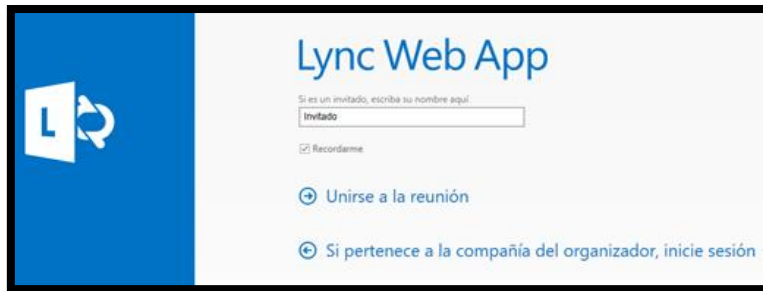 Lync Web App
Si es un invitado, escriba su nombre aquí
Invitado
Recordarme
Unirse a la reunión
Si pertenece a la compañía del organizador, inicie sesión
L